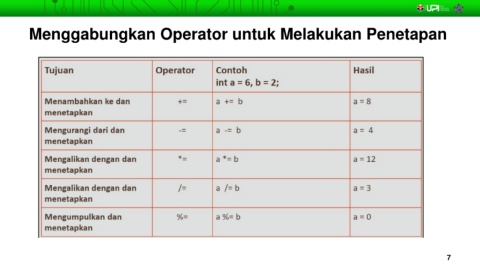 UPI
Menggabungkan Operator untuk Melakukan Penetapan
Tujuan Operator Contoh Hasil
int a = 6, b = 2;
Menambahkan ke dan += a += b a = 8
menetapkan
Mengurangi dari dan -= a -= b a = 4
menetapkan
Mengalikan dengan dan *= a *= b a = 12
menetapkan
Mengalikan dengan dan /= a /= b a = 3
menetapkan
Mengumpulkan dan %= a %= b a = 0
menetapkan
7